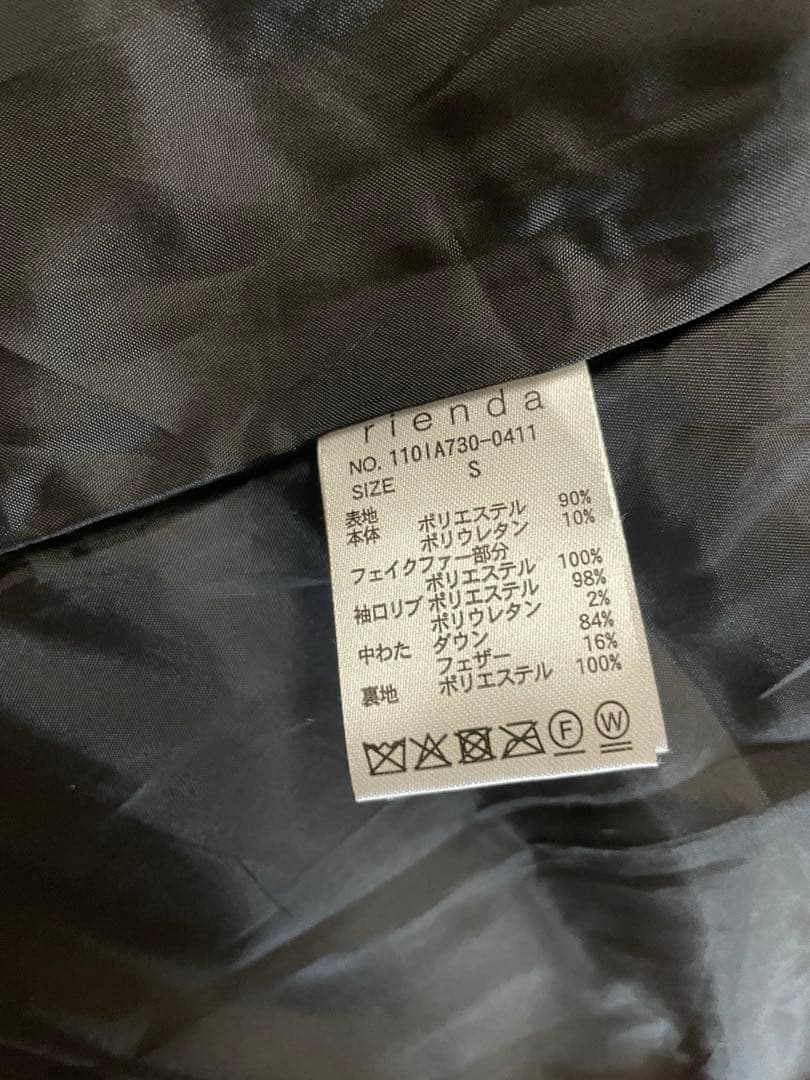 rienda
NO. 110IA730-0411
SIZE S
表地
本体 ポリエステル 90%
ポリウレタン 10%
フェイクファー部分
ポリエステル 100%
袖口リブ ポリエステル 98%
ポリウレタン 2%
中わた ダウン 84%
フェザー 16%
裏地 ポリエステル 100%
F W